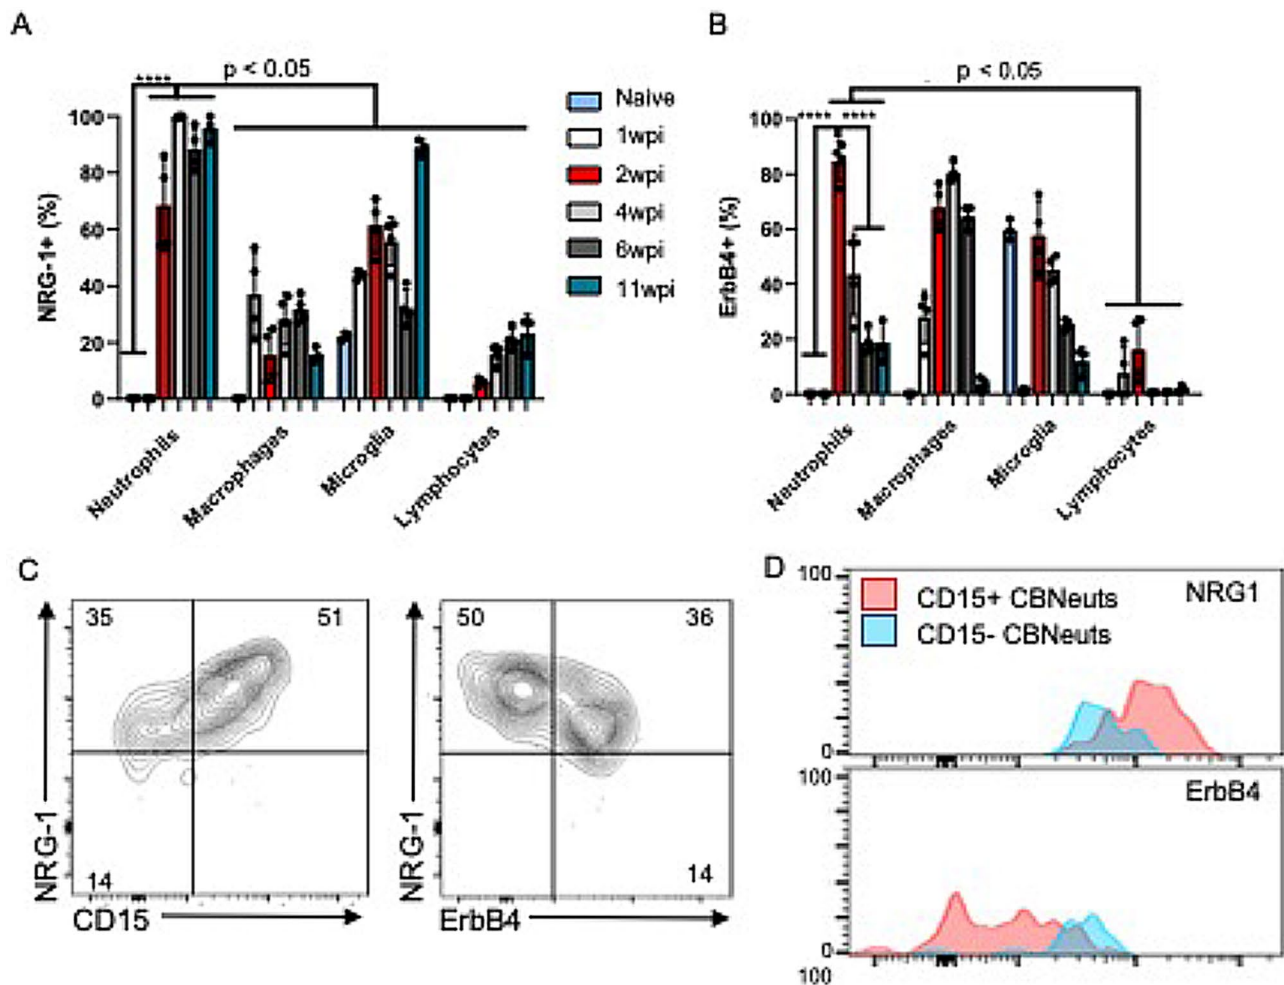 A
**** p < 0.05
NRG-1+ (%)
100
80
60
40
20
0
Neutrophils
Macrophages
Microglia
Lymphocytes
Naive
1wpi
2wpi
4wpi
6wpi
11wpi
B
p < 0.05
**** ****
ErbB4+ (%)
100
80
60
40
20
0
Neutrophils
Macrophages
Microglia
Lymphocytes
C
35
51
14
NRG-1
CD15
50
36
14
NRG-1
ErbB4
D
100
CD15+ CBNeuts
CD15- CBNeuts
NRG1
0
100
ErbB4
0
100